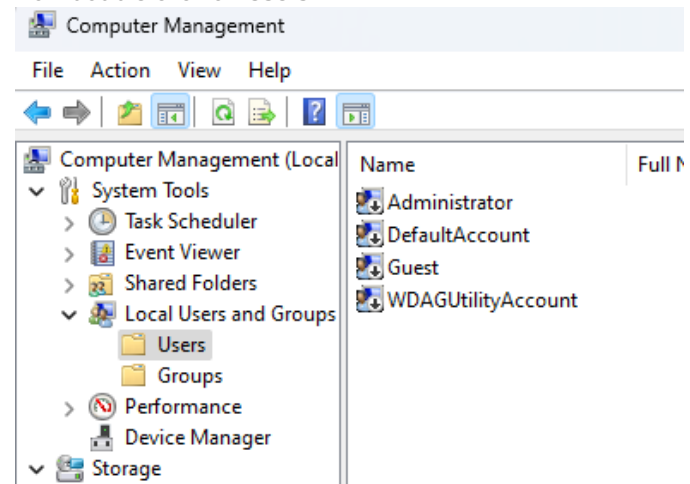 Computer Management
File Action View Help
Computer Management (Local
System Tools
Task Scheduler
Event Viewer
Shared Folders
Local Users and Groups
Users
Groups
Performance
Device Manager
Storage
Name Full N
Administrator
DefaultAccount
Guest
WDAGUtilityAccount